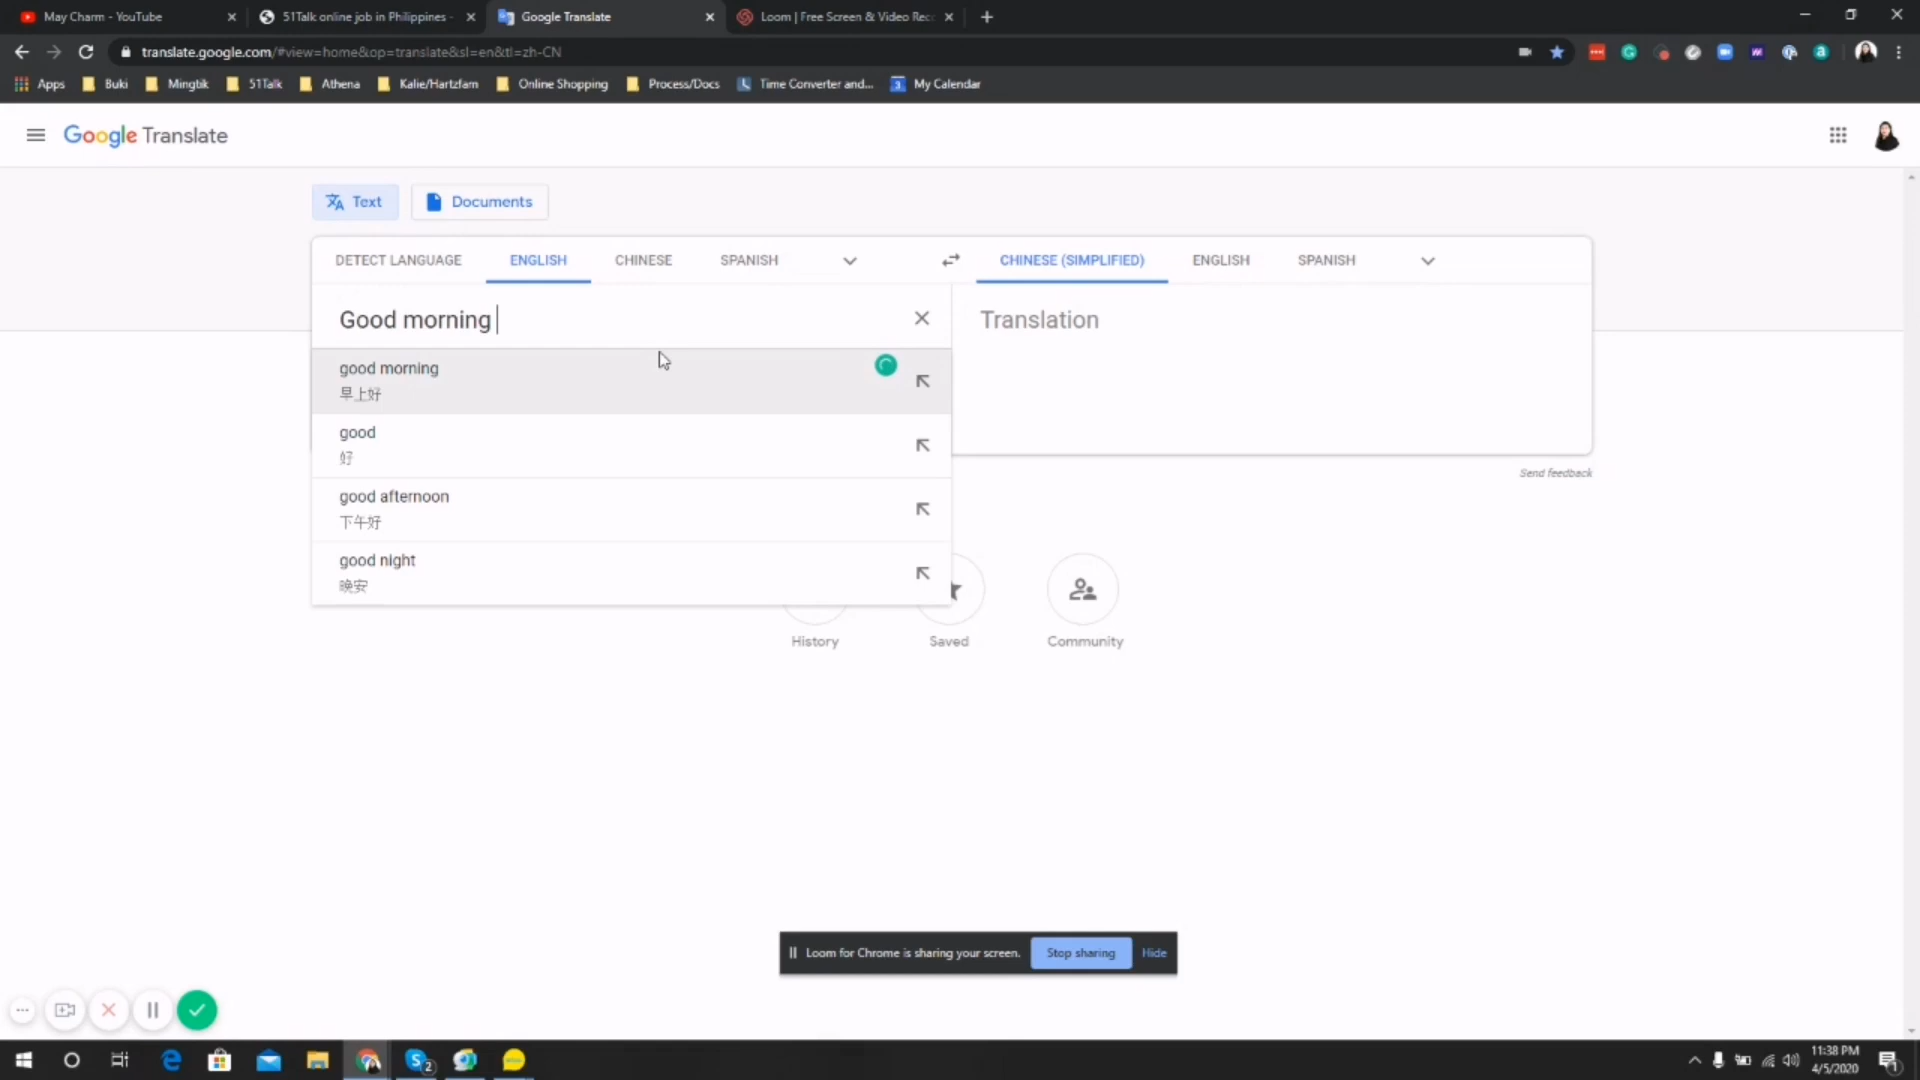 May Charm - YouTube
51Talk online job in Philippines -
Google Translate
Loom | Free Screen & Video Rec
translate.google.com/#view=home&op=translate&sl=en&tl=zh-CN
Apps
Buki
Mingtik
51Talk
Athena
Kalie/Hartzfam
Online Shopping
Process/Docs
Time Converter and...
My Calendar
Google Translate
Text
Documents
DETECT LANGUAGE
ENGLISH
CHINESE
SPANISH
CHINESE (SIMPLIFIED)
ENGLISH
SPANISH
Good morning
Translation
good morning
早上好
good
好
good afternoon
下午好
good night
晚安
Send feedback
History
Saved
Community
Loom for Chrome is sharing your screen.
Stop sharing
Hide
11:38 PM
4/5/2020